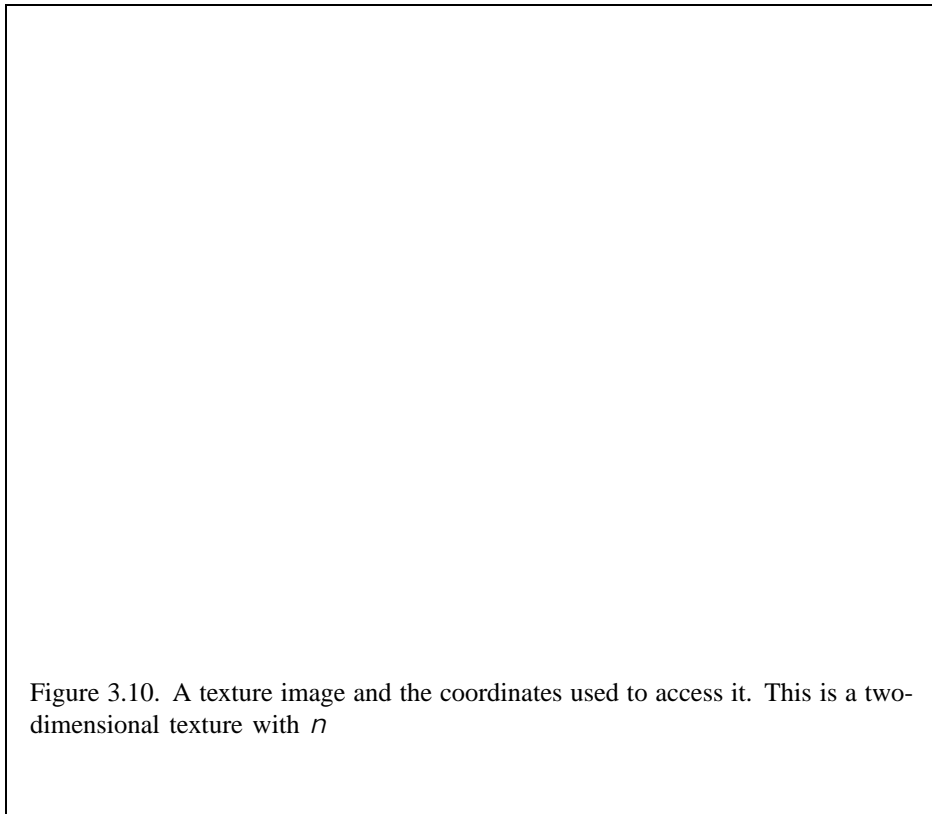 Figure 3.10. A texture image and the coordinates used to access it. This is a two-
dimensional texture with n